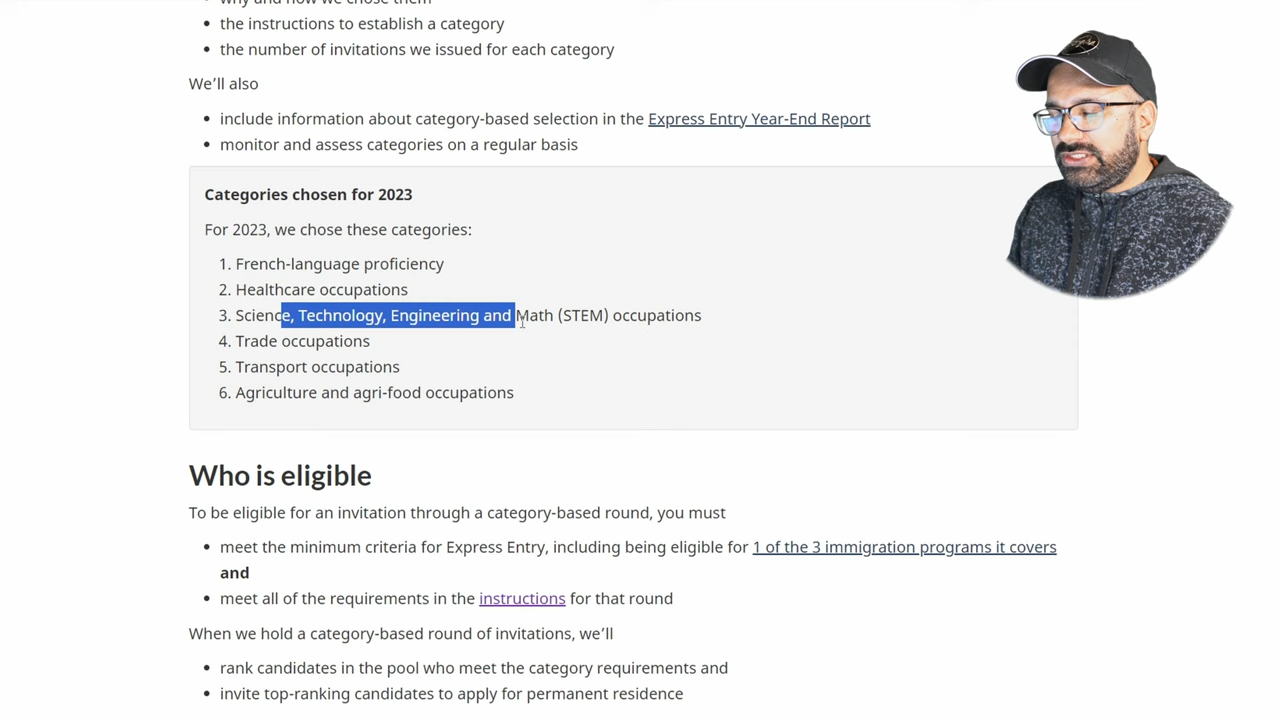 why and how we chose them
• the instructions to establish a category
• the number of invitations we issued for each category
We’ll also
• include information about category-based selection in the Express Entry Year-End Report
• monitor and assess categories on a regular basis
Categories chosen for 2023
For 2023, we chose these categories:
1. French-language proficiency
2. Healthcare occupations
3. Science, Technology, Engineering and Math (STEM) occupations
4. Trade occupations
5. Transport occupations
6. Agriculture and agri-food occupations
Who is eligible
To be eligible for an invitation through a category-based round, you must
• meet the minimum criteria for Express Entry, including being eligible for 1 of the 3 immigration programs it covers
and
• meet all of the requirements in the instructions for that round
When we hold a category-based round of invitations, we’ll
• rank candidates in the pool who meet the category requirements and
• invite top-ranking candidates to apply for permanent residence